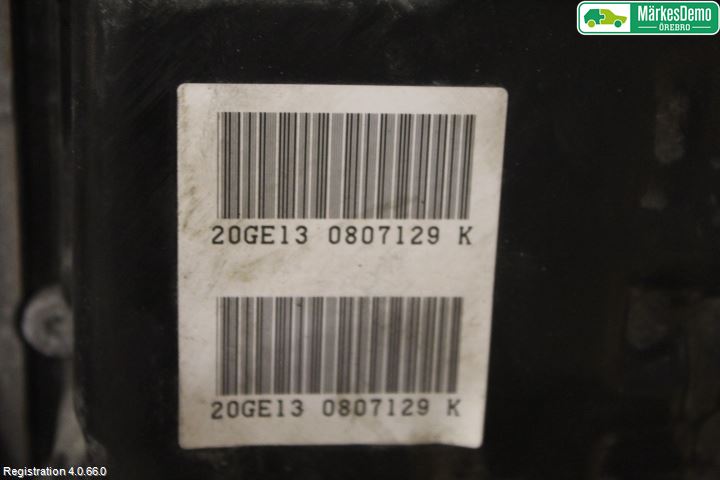 MärkesDemo
ÖREBRO
20GE13 0807129 K
20GE13 0807129 K
Registration 4.0.66.0